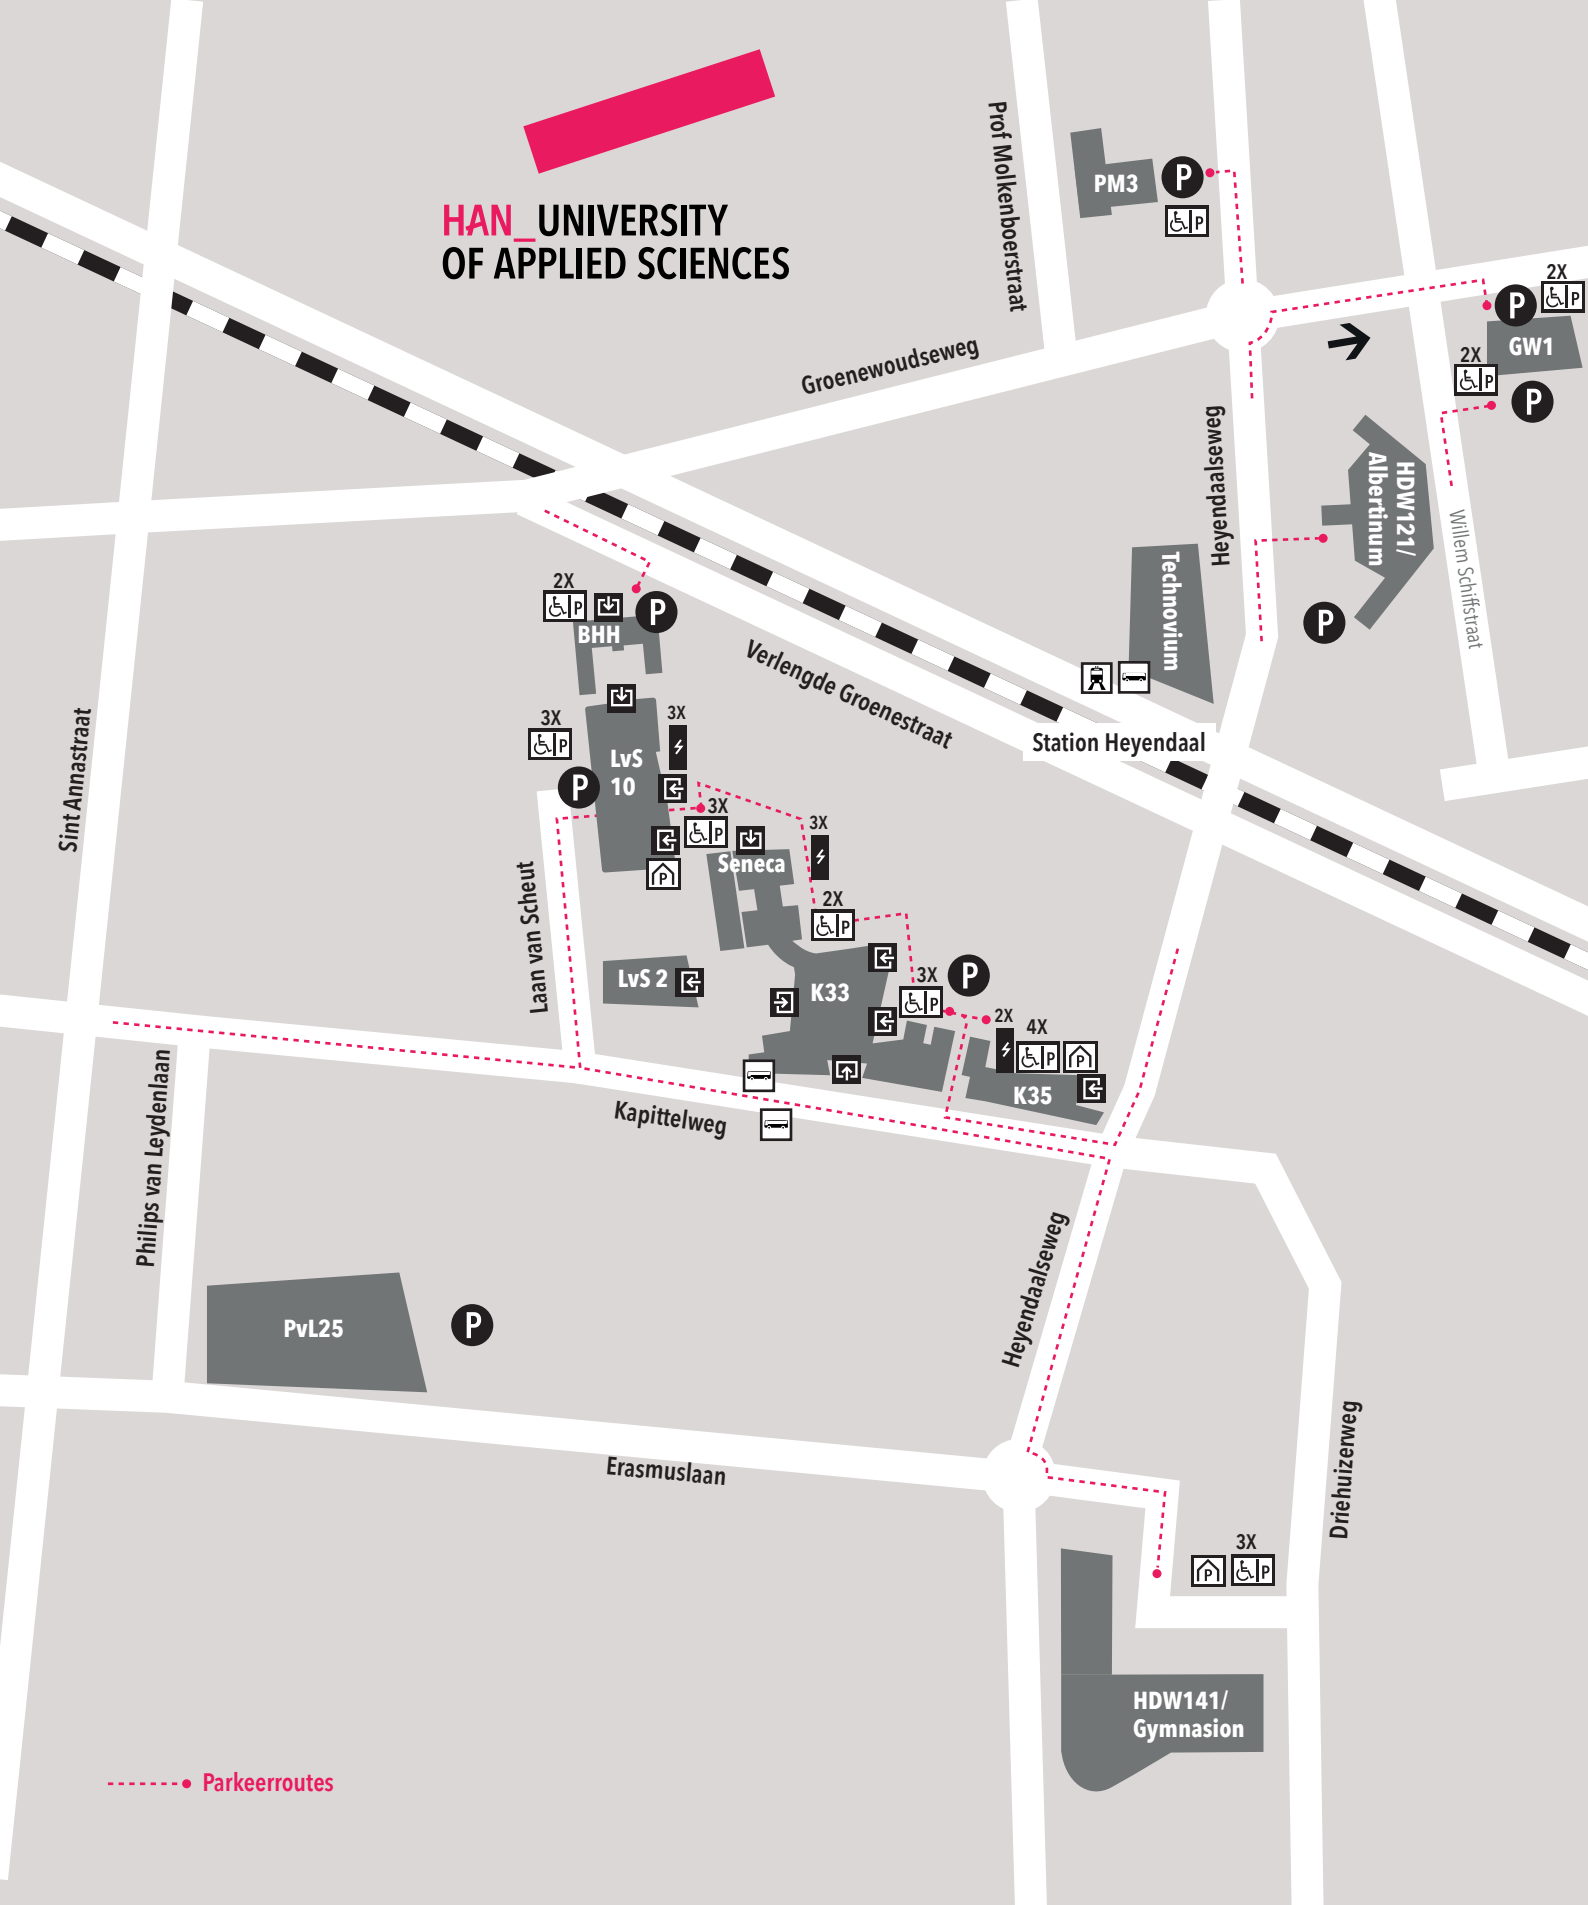 HAN_UNIVERSITY
OF APPLIED SCIENCES
Prof Molkenboerstraat
PM3
P
P
2X
P
P
GW1
2X
P
P
Groenewoudseweg
Heyendaalseweg
HDW121/
Albertinum
Willem Schiffstraat
Technovium
P
2X
P
P
BHH
Verlengde Groenestraat
Station Heyendaal
Sint Annastraat
3X
P
3X
LvS
10
P
3X
P
3X
P
Seneca
Laan van Scheut
2X
P
LvS 2
K33
3X
P
P
2X
4X
P
P
K35
Kapittelweg
Philips van Leydenlaan
PvL25
P
Heyendaalseweg
Erasmuslaan
Driehuizerweg
3X
P
P
HDW141/
Gymnasion
Parkeerroutes